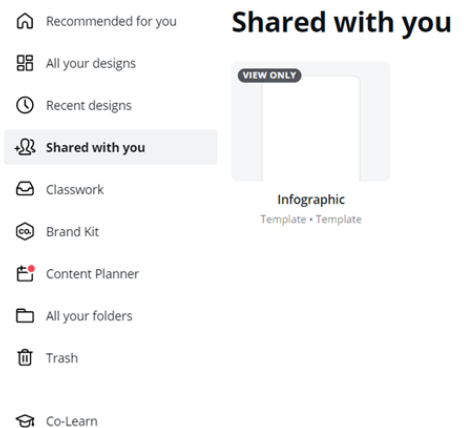 Recommended for you
All your designs
Recent designs
Shared with you
Classwork
CO.
Brand Kit
Content Planner
All your folders
Trash
Co-Learn
Shared with you
VIEW ONLY
Infographic
Template • Template